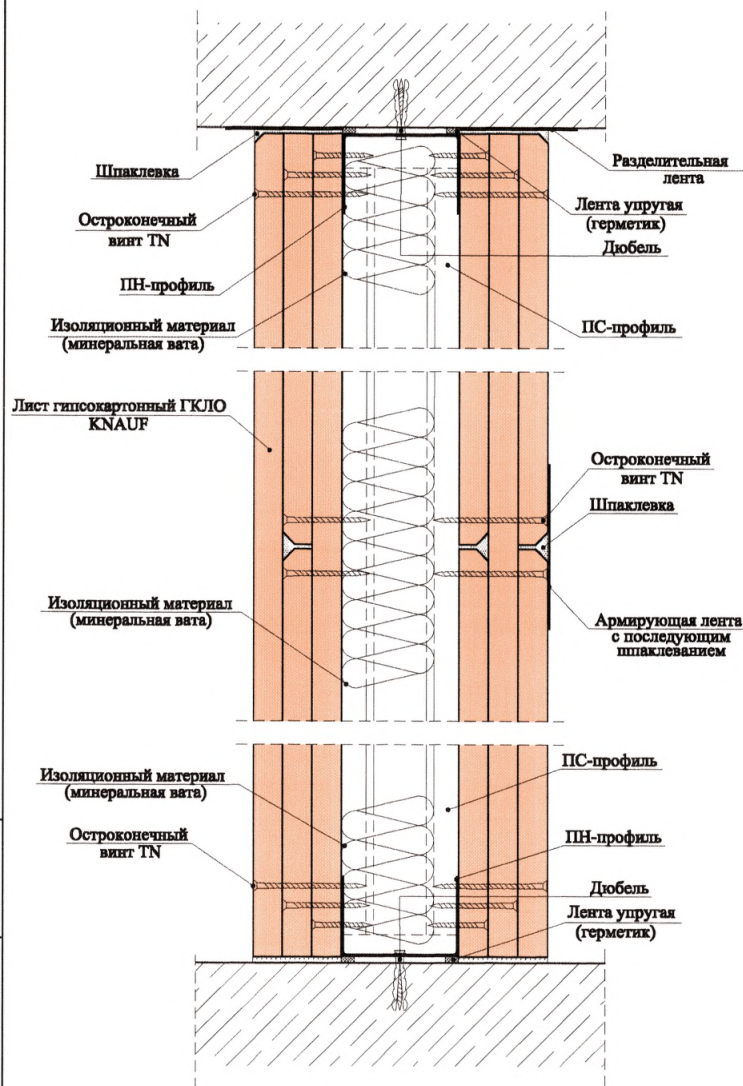 Шпаклевка
Остроконечный
винт TN
ПН-профиль
Изоляционный материал
(минеральная вата)
Разделительная
лента
Лента упругая
(герметик)
Дюбель
ПС-профиль
Лист гипсокартонный ГКЛО
KNAUF
Изоляционный материал
(минеральная вата)
Остроконечный
винт TN
Шпаклевка
Армирующая лента
с последующим
шпаклеванием
Изоляционный материал
(минеральная вата)
Остроконечный
винт TN
ПС-профиль
ПН-профиль
Дюбель
Лента упругая
(герметик)